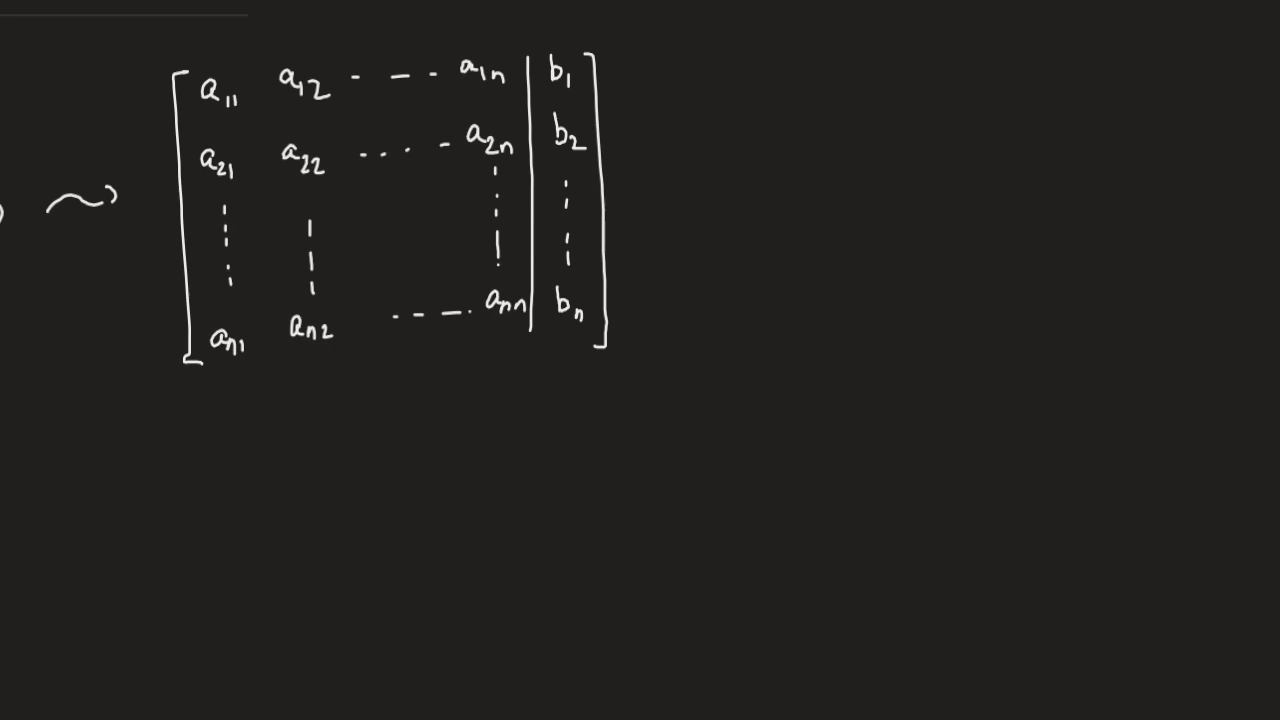 a₁₁ a₁₂ - — - a₁ₙ | b₁
a₂₁ a₂₂ . . . - a₂ₙ | b₂
aₙ₁ aₙ₂ . - — . aₙₙ | bₙ